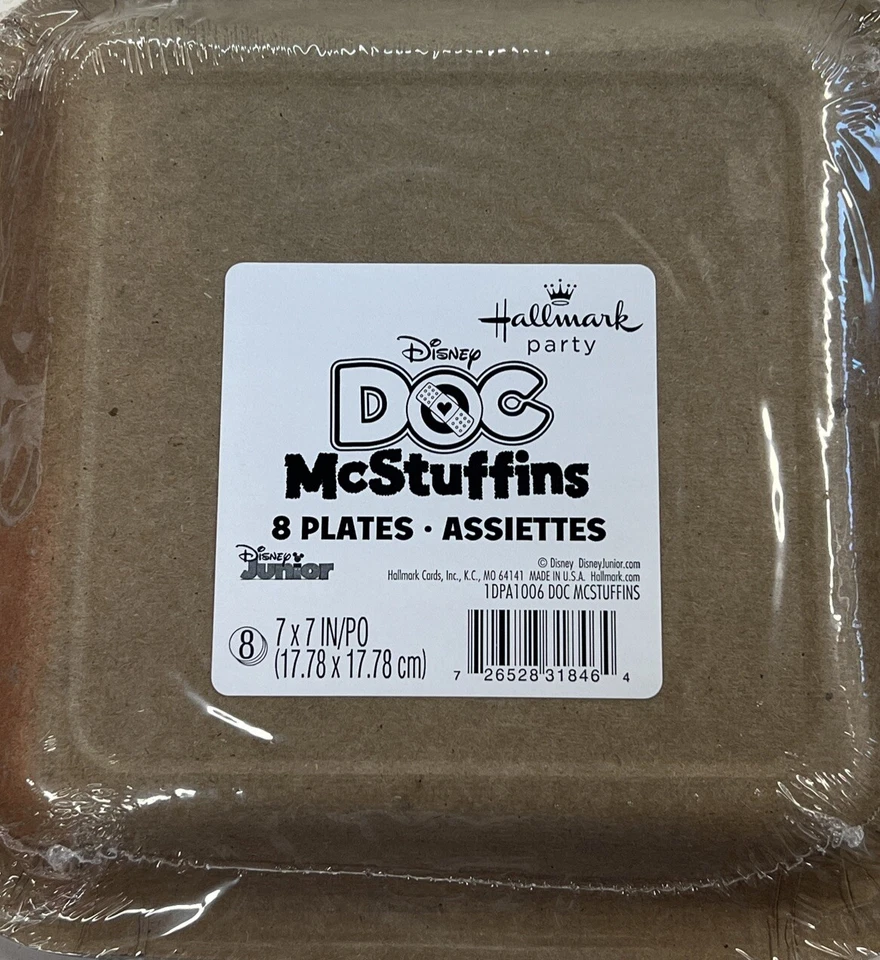 Hallmark
party
Disney
DOC
McStuffins
8 PLATES · ASSIETTES
Disney
Junior
© Disney DisneyJunior.com
Hallmark Cards, Inc., K.C., MO 64141 MADE IN U.S.A. Hallmark.com
1DPA1006 DOC MCSTUFFINS
8
7 x 7 IN/PO
(17.78 x 17.78 cm)
7 26528 31846 4